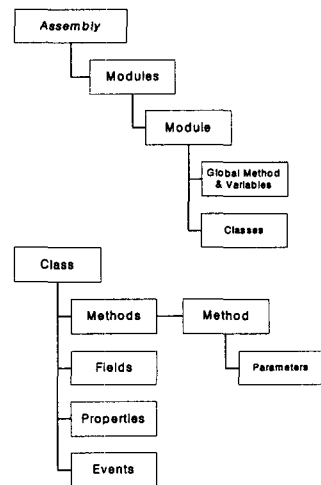 Assembly
Modules
Module
Global Method
& Variables
Classes
Class
Methods
Method
Fields
Parameters
Properties
Events